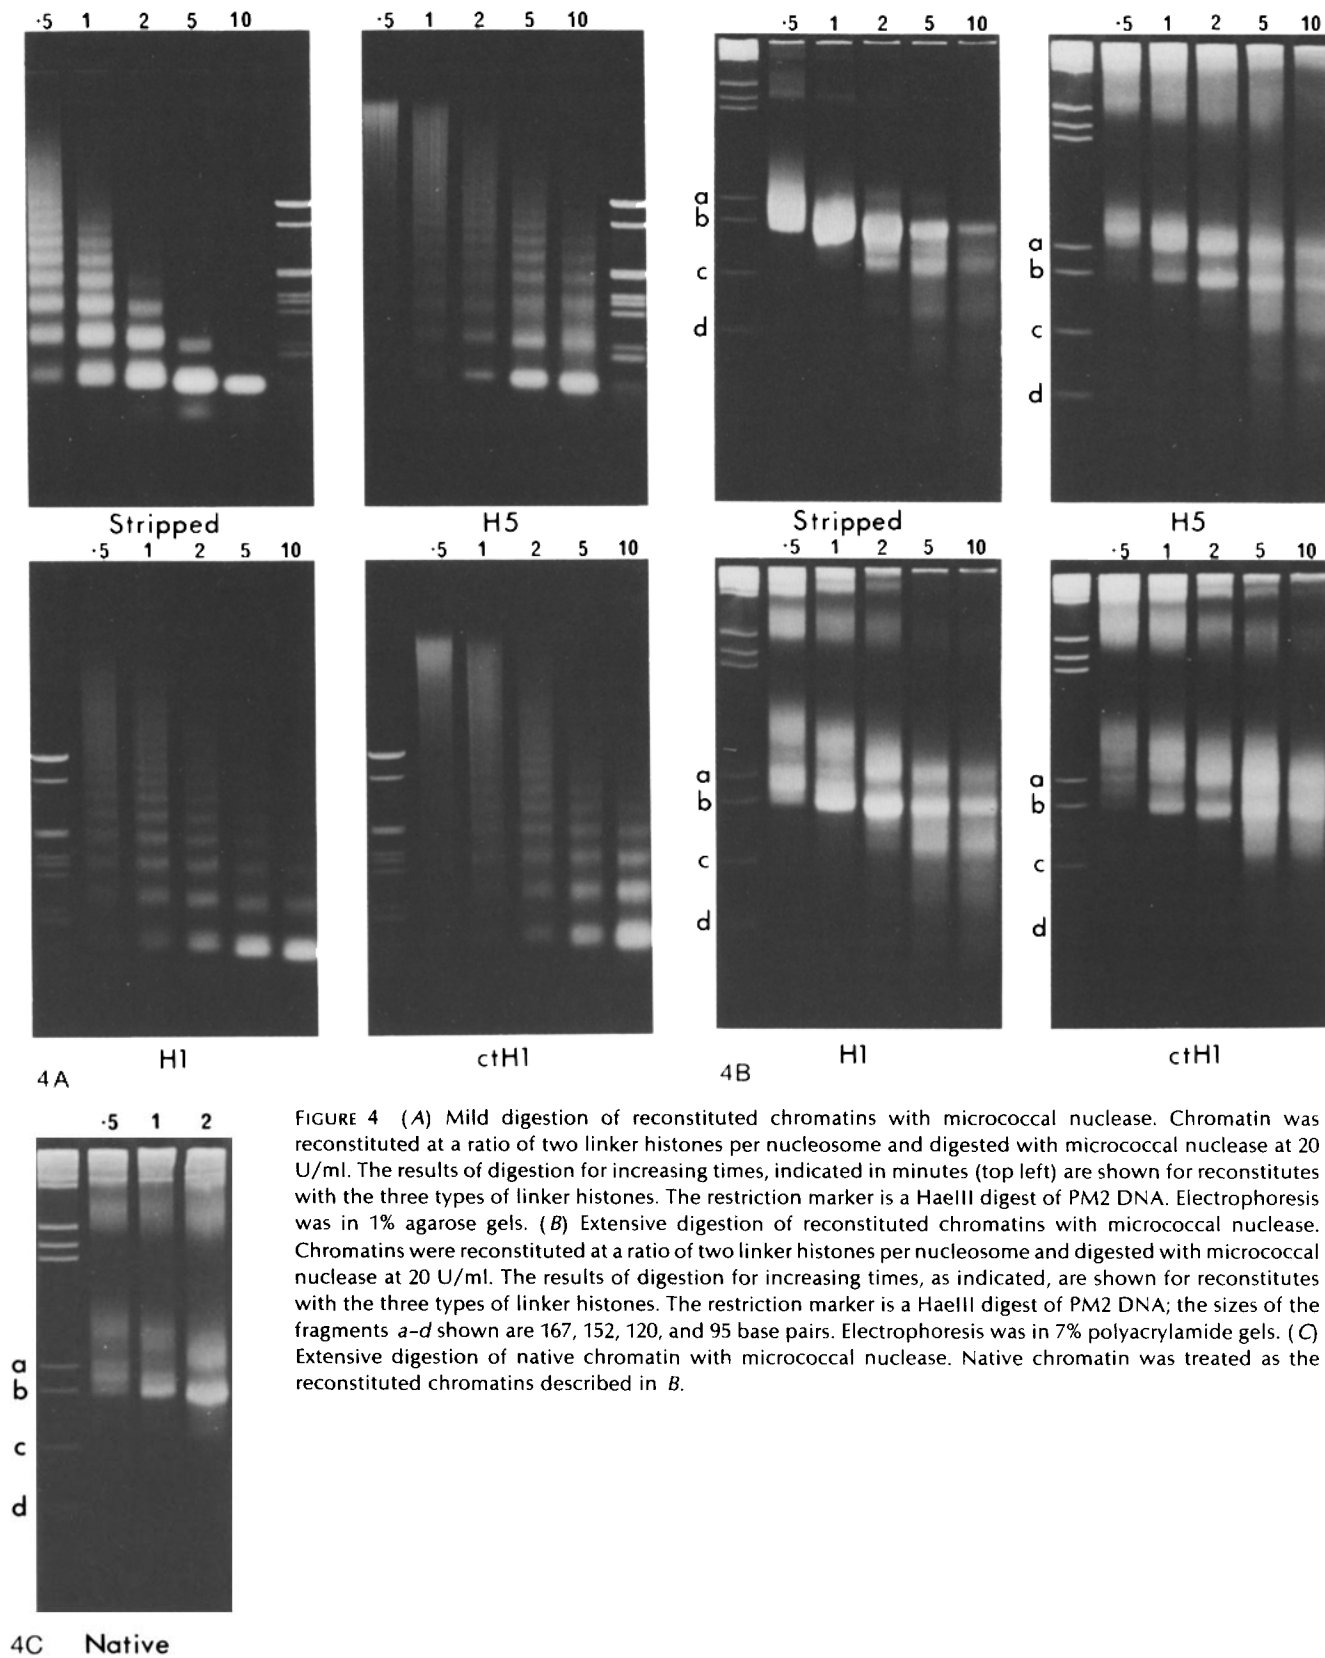 ·5 1 2 5 10
·5 1 2 5 10
·5 1 2 5 10
·5 1 2 5 10
a
b
c
d
a
b
c
d
Stripped
H5
Stripped
H5
·5 1 2 5 10
·5 1 2 5 10
·5 1 2 5 10
·5 1 2 5 10
a
b
c
d
a
b
c
d
H1
ctH1
H1
ctH1
4A
4B
·5 1 2
a
b
c
d
4C Native
FIGURE 4 (A) Mild digestion of reconstituted chromatins with micrococcal nuclease. Chromatin was
reconstituted at a ratio of two linker histones per nucleosome and digested with micrococcal nuclease at 20
U/ml. The results of digestion for increasing times, indicated in minutes (top left) are shown for reconstitutes
with the three types of linker histones. The restriction marker is a HaeIII digest of PM2 DNA. Electrophoresis
was in 1% agarose gels. (B) Extensive digestion of reconstituted chromatins with micrococcal nuclease.
Chromatins were reconstituted at a ratio of two linker histones per nucleosome and digested with micrococcal
nuclease at 20 U/ml. The results of digestion for increasing times, as indicated, are shown for reconstitutes
with the three types of linker histones. The restriction marker is a HaeIII digest of PM2 DNA; the sizes of the
fragments a–d shown are 167, 152, 120, and 95 base pairs. Electrophoresis was in 7% polyacrylamide gels. (C)
Extensive digestion of native chromatin with micrococcal nuclease. Native chromatin was treated as the
reconstituted chromatins described in B.